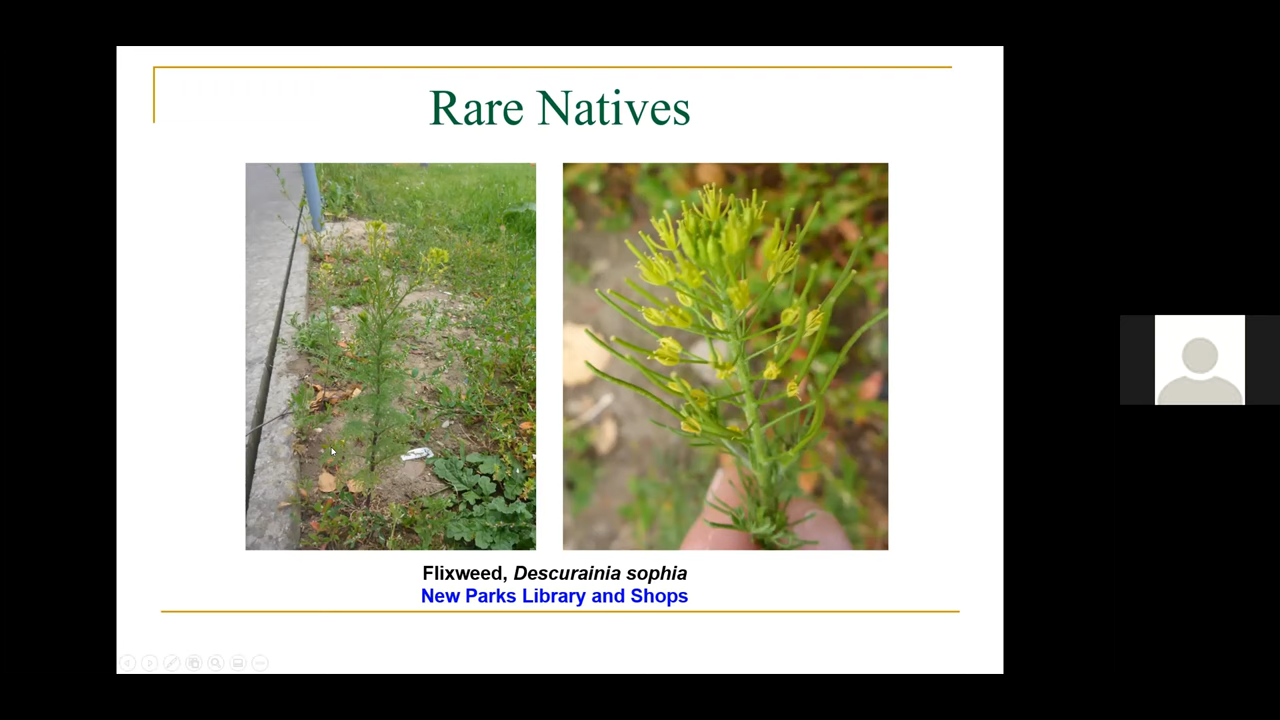 Rare Natives
Flixweed, Descurainia sophia
New Parks Library and Shops